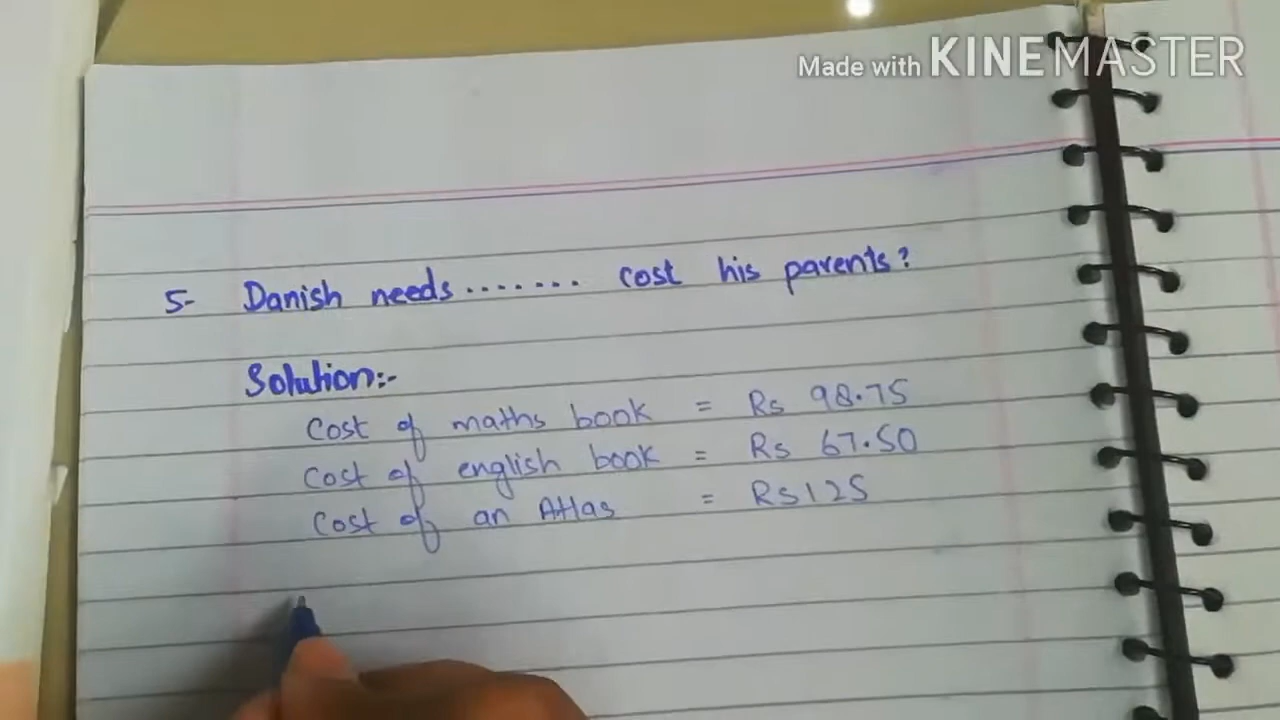 Made with KINEMASTER
5- Danish needs....... cost his parents?
Solution:-
Cost of maths book = Rs 98.75
Cost of english book = Rs 67.50
Cost of an Atlas = Rs 125